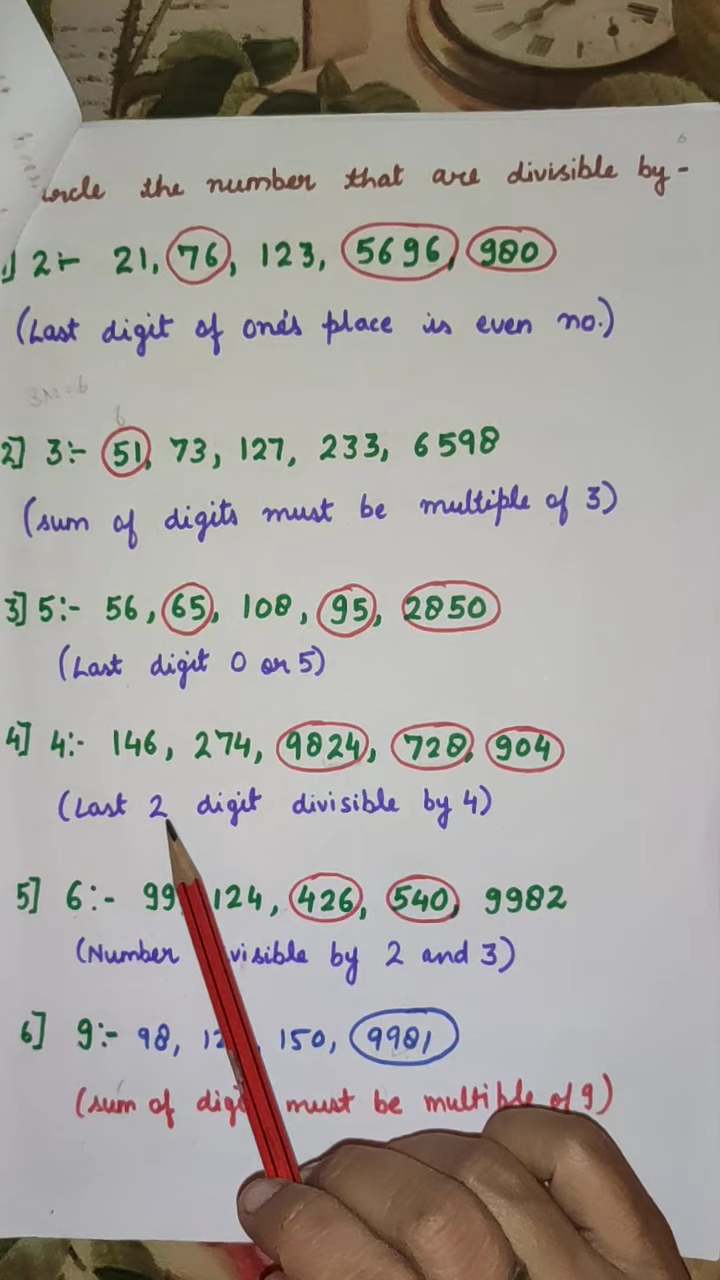 the number that are divisible by -
1] 2:- 21, 76, 123, 5696, 980
(Last digit of one's place is even no.)
2] 3:- 51, 73, 127, 233, 6598
(sum of digits must be multiple of 3)
3] 5:- 56, 65, 108, 95, 2850
(Last digit 0 or 5)
4] 4:- 146, 274, 9824, 728, 904
(Last 2 digit divisible by 4)
5] 6:- 99, 124, 426, 540, 9982
(Number visible by 2 and 3)
6] 9:- 98, 150, 9981
(sum of digi must be multiple of 9)